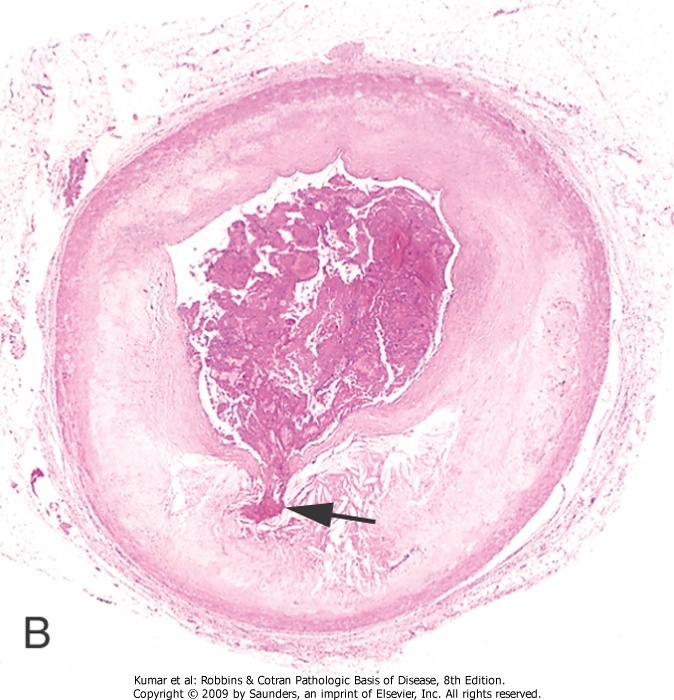 B
Kumar et al: Robbins & Cotran Pathologic Basis of Disease, 8th Edition.
Copyright © 2009 by Saunders, an imprint of Elsevier, Inc. All rights reserved.